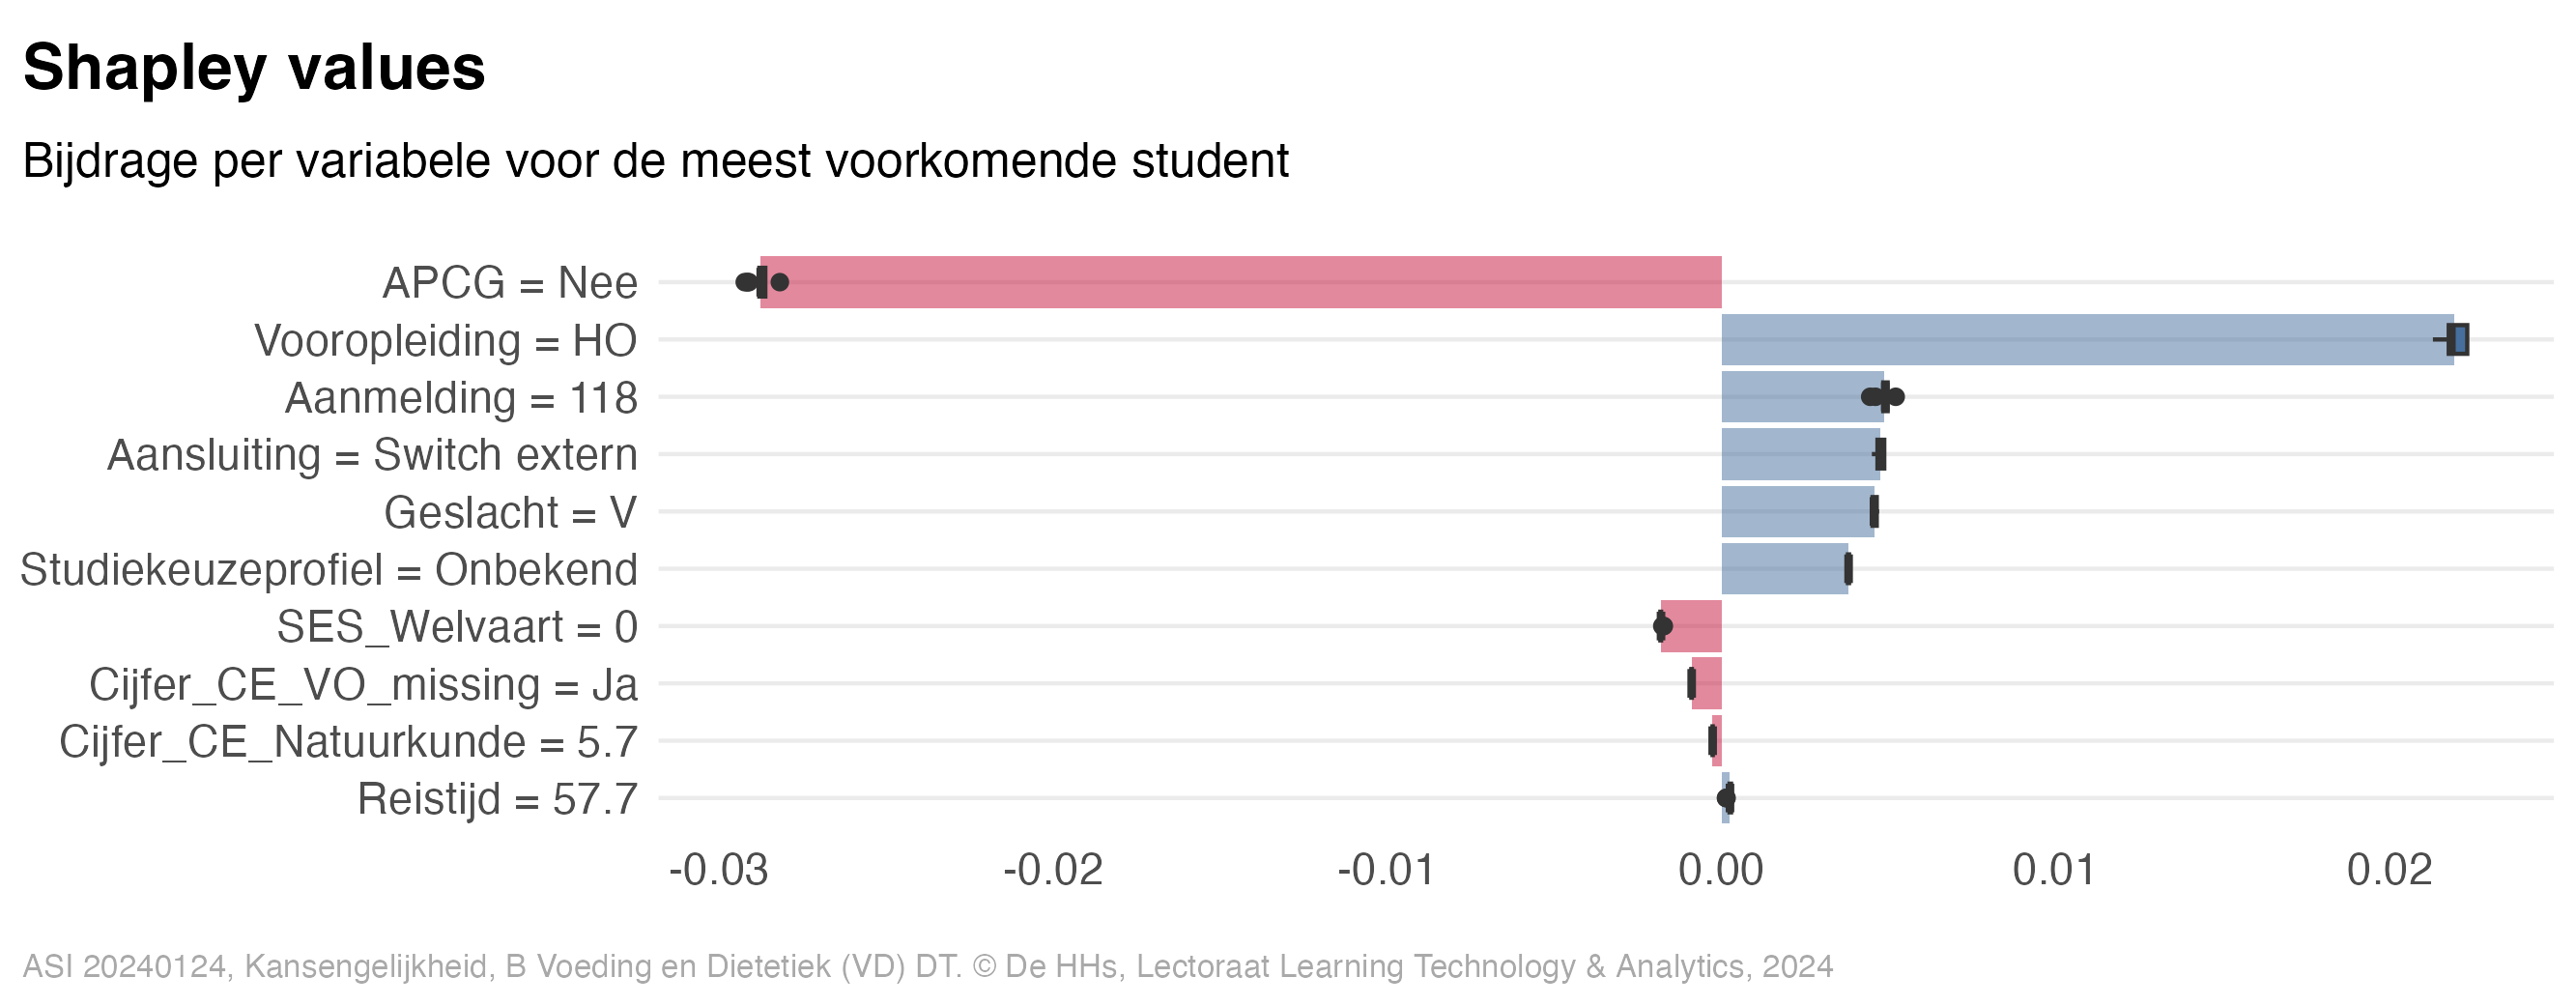 Shapley values
Bijdrage per variabele voor de meest voorkomende student
APCG = Nee
Vooropleiding = HO
Aanmelding = 118
Aansluiting = Switch extern
Geslacht = V
Studiekeuzeprofiel = Onbekend
SES_Welvaart = 0
Cijfer_CE_VO_missing = Ja
Cijfer_CE_Natuurkunde = 5.7
Reistijd = 57.7
-0.03 -0.02 -0.01 0.00 0.01 0.02
ASI 20240124, Kansengelijkheid, B Voeding en Dietetiek (VD) DT. © De HHs, Lectoraat Learning Technology & Analytics, 2024